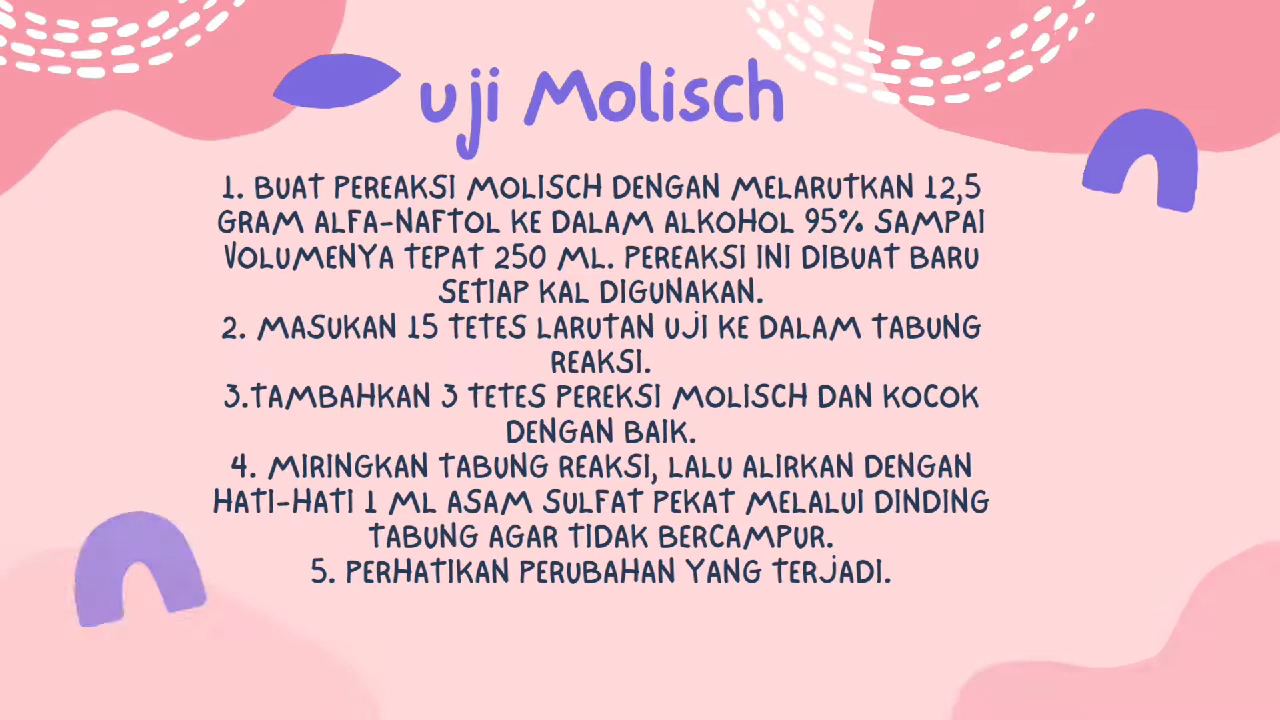 uji Molisch
1. BUAT PEREAKSI MOLISCH DENGAN MELARUTKAN 12,5
GRAM ALFA-NAFTOL KE DALAM ALKOHOL 95% SAMPAI
VOLUMENYA TEPAT 250 ML. PEREAKSI INI DIBUAT BARU
SETIAP KAL DIGUNAKAN.
2. MASUKAN 15 TETES LARUTAN UJI KE DALAM TABUNG
REAKSI.
3.TAMBAHKAN 3 TETES PEREKSI MOLISCH DAN KOCOK
DENGAN BAIK.
4. MIRINGKAN TABUNG REAKSI, LALU ALIRKAN DENGAN
HATI-HATI 1 ML ASAM SULFAT PEKAT MELALUI DINDING
TABUNG AGAR TIDAK BERCAMPUR.
5. PERHATIKAN PERUBAHAN YANG TERJADI.